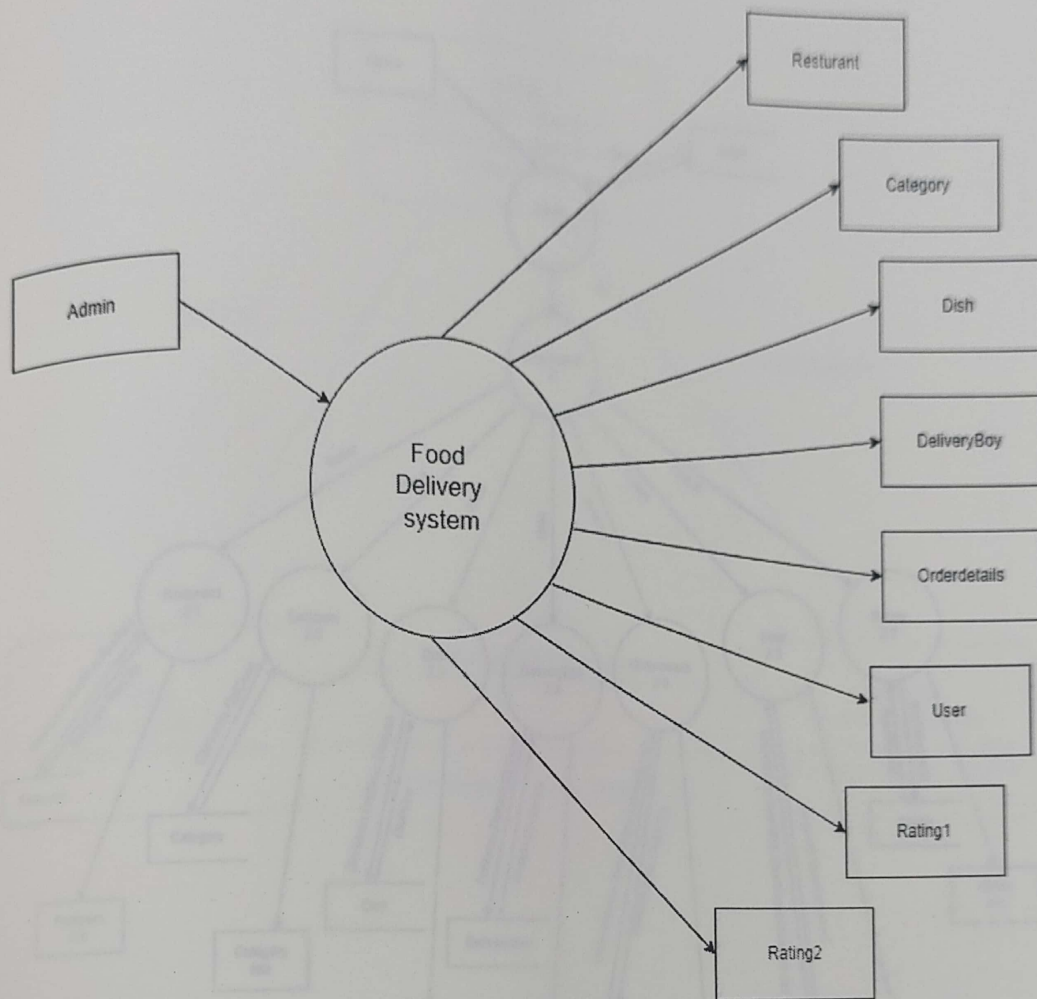 Resturant
Category
Admin
Dish
DeliveryBoy
Food
Delivery
system
Orderdetails
User
Rating1
Rating2